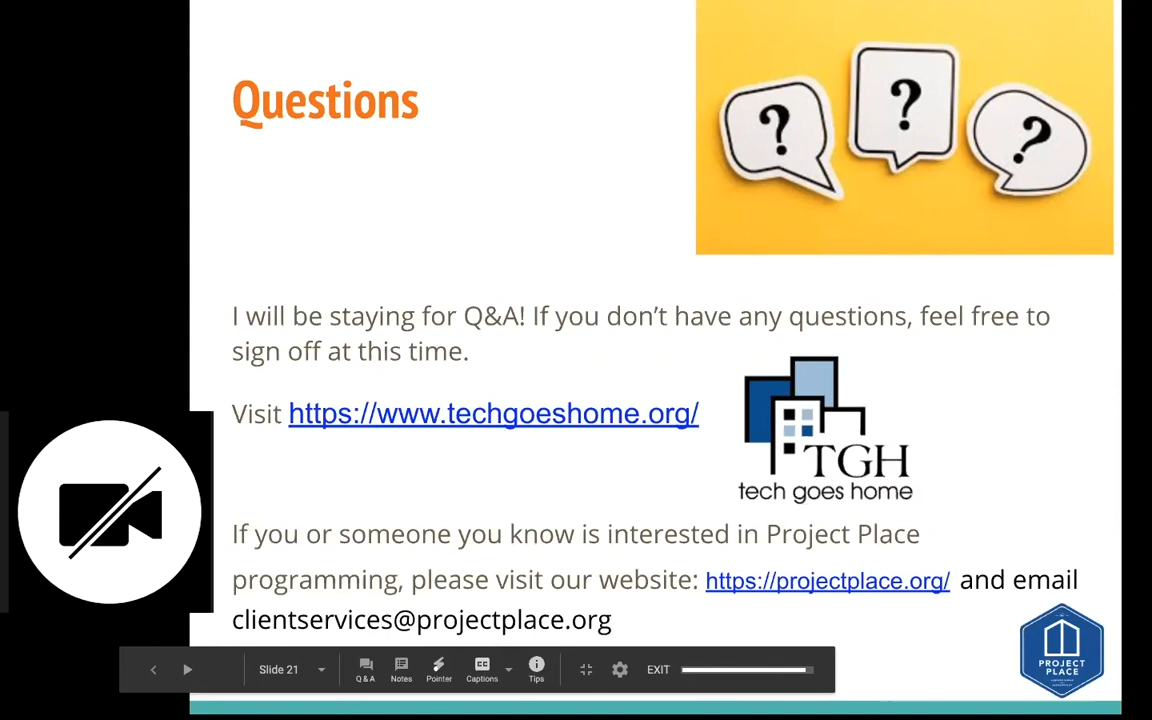 Questions
?
?
?
I will be staying for Q&A! If you don’t have any questions, feel free to
sign off at this time.
Visit https://www.techgoeshome.org/
TGH
tech goes home
If you or someone you know is interested in Project Place
programming, please visit our website: https://projectplace.org/ and email
clientservices@projectplace.org
PROJECT
PLACE
Slide 21
Q & A
Notes
Pointer
Captions
Tips
EXIT